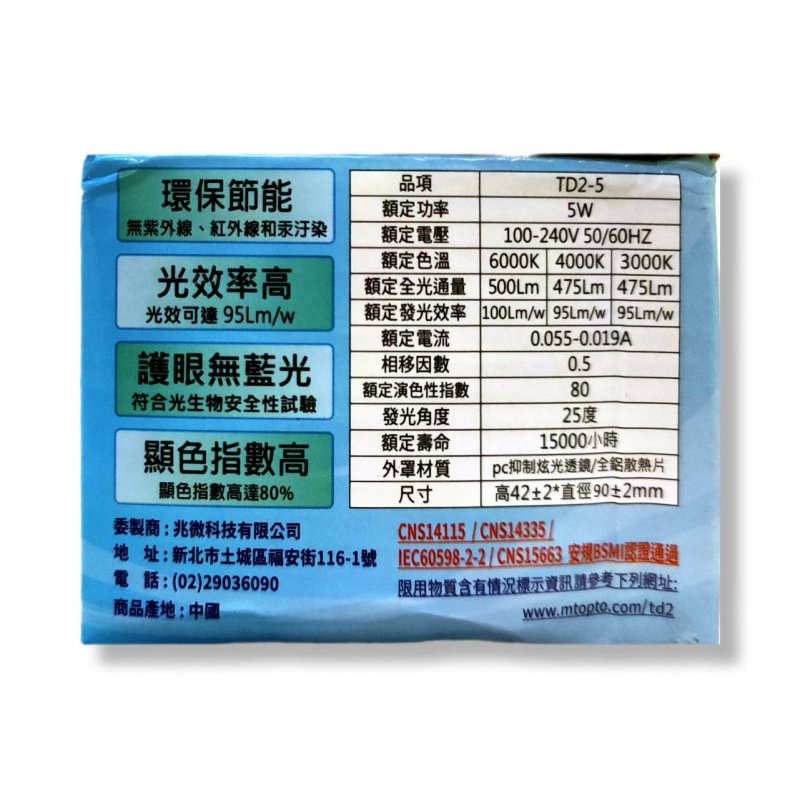 環保節能
無紫外線、紅外線和汞汙染
光效率高
光效可達 95Lm/w
護眼無藍光
符合光生物安全性試驗
顯色指數高
顯色指數高達80%
品項 TD2-5
額定功率 5W
額定電壓 100-240V 50/60HZ
額定色溫 6000K 4000K 3000K
額定全光通量 500Lm 475Lm 475Lm
額定發光效率 100Lm/w 95Lm/w 95Lm/w
額定電流 0.055-0.019A
相移因數 0.5
額定演色性指數 80
發光角度 25度
額定壽命 15000小時
外罩材質 pc抑制炫光透鏡/全鋁散熱片
尺寸 高42±2*直徑90±2mm
委製商：兆微科技有限公司
地 址：新北市土城區福安街116-1號
電 話：(02)29036090
商品產地：中國
CNS14115 / CNS14335 /
IEC60598-2-2 / CNS15663 安規BSMI認證通過
限用物質含有情況標示資訊請參考下列網址:
www.mtopto.com/td2